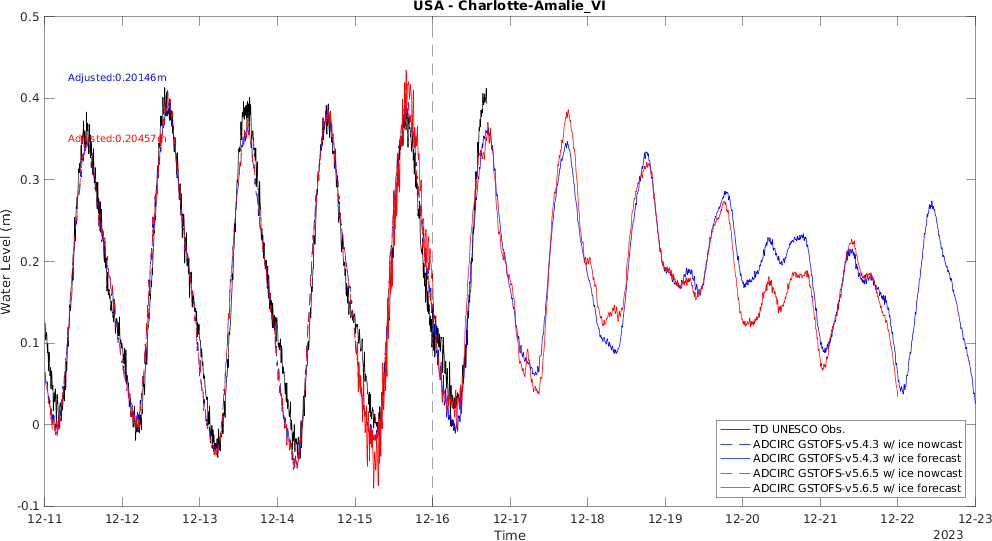 USA - Charlotte-Amalie_VI
0.5
0.4
0.3
0.2
0.1
0
-0.1
Water Level (m)
Adjusted:0.20146m
Adjusted:0.20457m
TD UNESCO Obs.
ADCIRC GSTOFS-v5.4.3 w/ ice nowcast
ADCIRC GSTOFS-v5.4.3 w/ ice forecast
ADCIRC GSTOFS-v5.6.5 w/ ice nowcast
ADCIRC GSTOFS-v5.6.5 w/ ice forecast
12-11 12-12 12-13 12-14 12-15 12-16 12-17 12-18 12-19 12-20 12-21 12-22 12-23
Time
2023